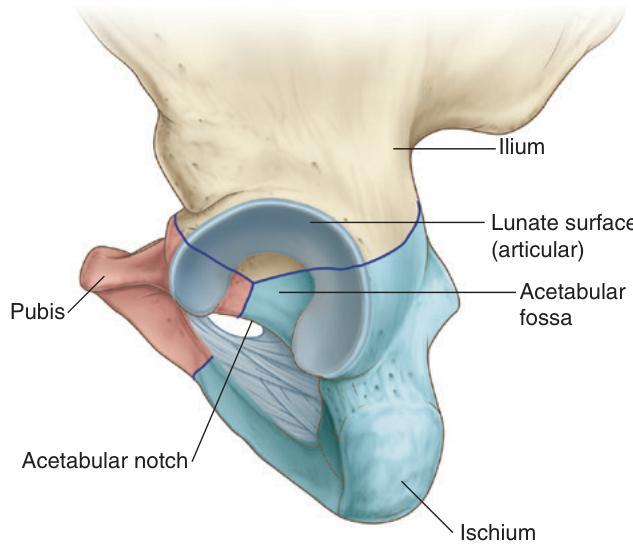 Ilium
Lunate surface
(articular)
Acetabular
fossa
Pubis
Acetabular notch
Ischium